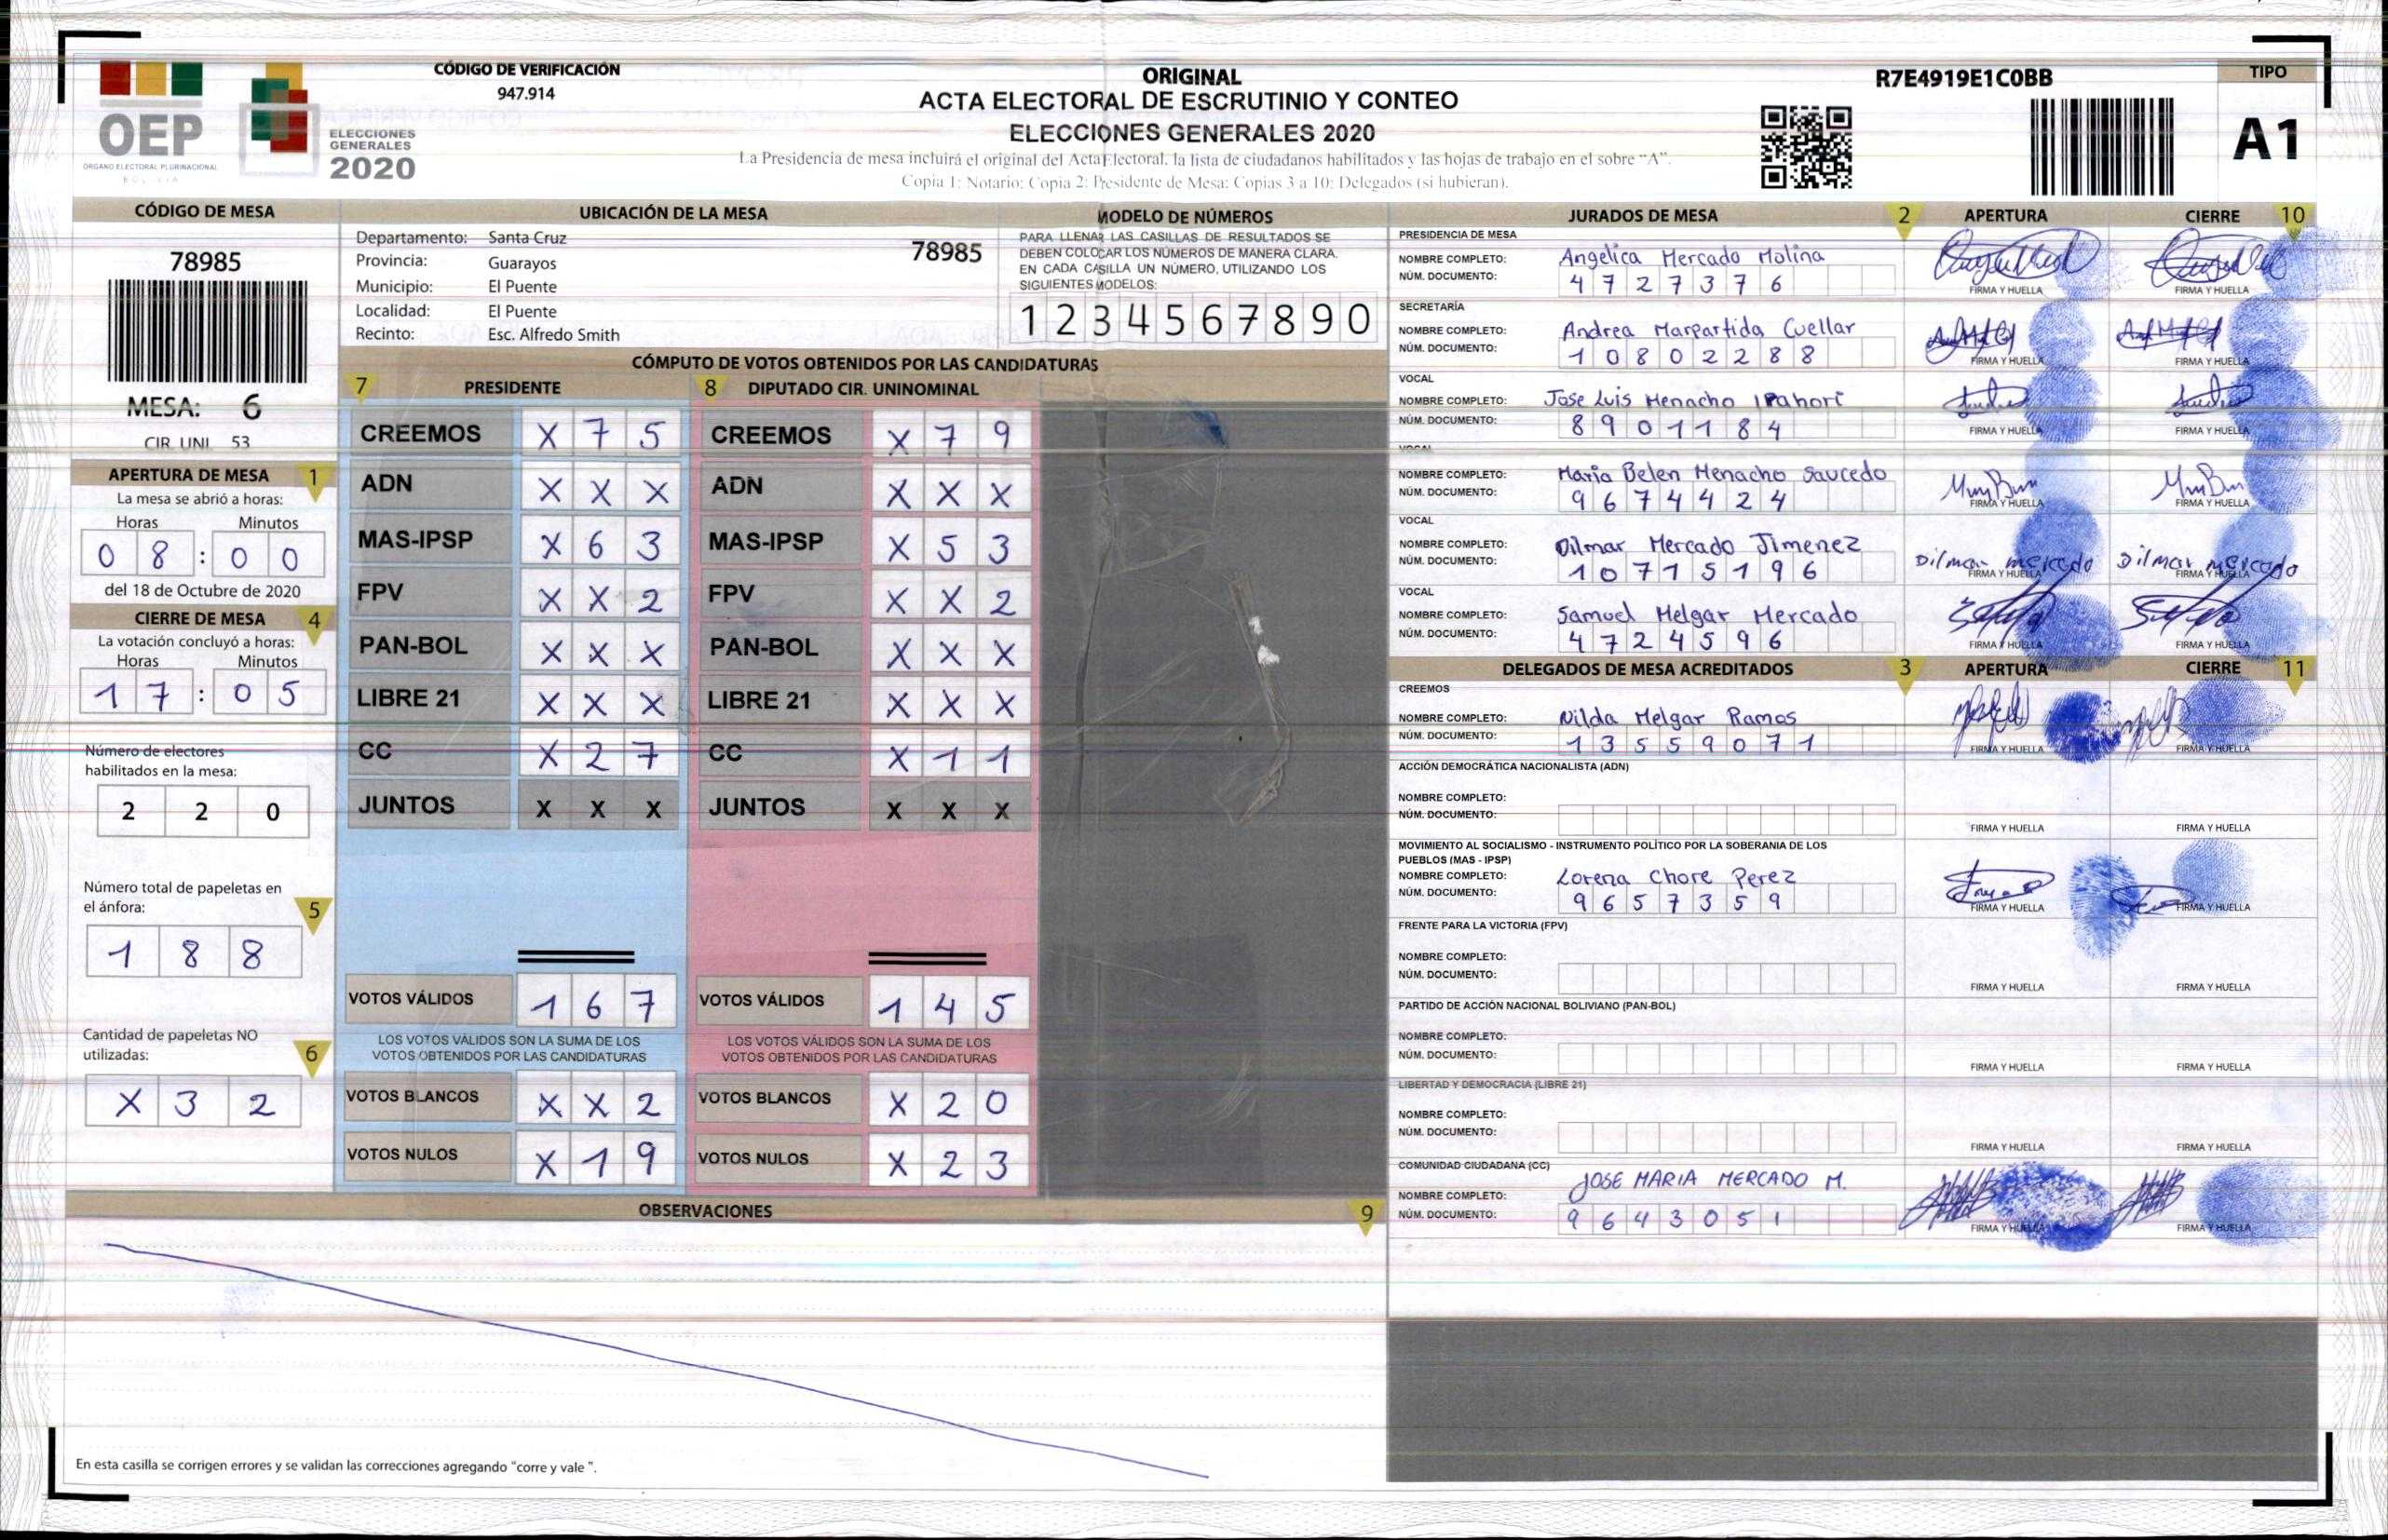 CÓDIGO DE VERIFICACIÓN
947.914
OEP
ÓRGANO ELECTORAL PLURINACIONAL
BOLIVIA
ELECCIONES
GENERALES
2020
ORIGINAL
ACTA ELECTORAL DE ESCRUTINIO Y CONTEO
ELECCIONES GENERALES 2020
La Presidencia de mesa incluirá el original del Acta Electoral, la lista de ciudadanos habilitados y las hojas de trabajo en el sobre "A".
Copia 1: Notario; Copia 2: Presidente de Mesa; Copias 3 a 10: Delegados (si hubieran).
R7E4919E1C0BB
TIPO
A1
CÓDIGO DE MESA
78985
MESA: 6
CIR. UNI. 53
APERTURA DE MESA 1
La mesa se abrió a horas:
Horas Minutos
0 8 : 0 0
del 18 de Octubre de 2020
CIERRE DE MESA 4
La votación concluyó a horas:
Horas Minutos
1 7 : 0 5
Número de electores
habilitados en la mesa:
2 2 0
Número total de papeletas en
el ánfora: 5
1 8 8
Cantidad de papeletas NO
utilizadas: 6
X 3 2
UBICACIÓN DE LA MESA
Departamento: Santa Cruz
78985
Provincia: Guarayos
Municipio: El Puente
Localidad: El Puente
Recinto: Esc. Alfredo Smith
MODELO DE NÚMEROS
PARA LLENAR LAS CASILLAS DE RESULTADOS SE
DEBEN COLOCAR LOS NÚMEROS DE MANERA CLARA.
EN CADA CASILLA UN NÚMERO, UTILIZANDO LOS
SIGUIENTES MODELOS:
1 2 3 4 5 6 7 8 9 0
CÓMPUTO DE VOTOS OBTENIDOS POR LAS CANDIDATURAS
7 PRESIDENTE 8 DIPUTADO CIR. UNINOMINAL
CREEMOS X 7 5 CREEMOS X 7 9
ADN X X X ADN X X X
MAS-IPSP X 6 3 MAS-IPSP X 5 3
FPV X X 2 FPV X X 2
PAN-BOL X X X PAN-BOL X X X
LIBRE 21 X X X LIBRE 21 X X X
CC X 2 7 CC X 1 1
JUNTOS X X X JUNTOS X X X
VOTOS VÁLIDOS 1 6 7 VOTOS VÁLIDOS 1 4 5
LOS VOTOS VÁLIDOS SON LA SUMA DE LOS
VOTOS OBTENIDOS POR LAS CANDIDATURAS
LOS VOTOS VÁLIDOS SON LA SUMA DE LOS
VOTOS OBTENIDOS POR LAS CANDIDATURAS
VOTOS BLANCOS X X 2 VOTOS BLANCOS X 2 0
VOTOS NULOS X 1 9 VOTOS NULOS X 2 3
OBSERVACIONES 9
En esta casilla se corrigen errores y se validan las correcciones agregando "corre y vale ".
JURADOS DE MESA 2 APERTURA CIERRE 10
PRESIDENCIA DE MESA
NOMBRE COMPLETO: Angelica Mercado Molina
NÚM. DOCUMENTO: 4 7 2 7 3 7 6
FIRMA Y HUELLA FIRMA Y HUELLA
SECRETARÍA
NOMBRE COMPLETO: Andrea Marpartida Cuellar
NÚM. DOCUMENTO: 1 0 8 0 2 2 8 8
FIRMA Y HUELLA FIRMA Y HUELLA
VOCAL
NOMBRE COMPLETO: Jose Luis Menacho
NÚM. DOCUMENTO: 8 9 0 1 1 8 4
FIRMA Y HUELLA FIRMA Y HUELLA
VOCAL
NOMBRE COMPLETO: Maria Belen Menacho Saucedo
NÚM. DOCUMENTO: 9 6 7 4 4 2 4
FIRMA Y HUELLA FIRMA Y HUELLA
VOCAL
NOMBRE COMPLETO: Dilmar Mercado Jimenez
NÚM. DOCUMENTO: 1 0 7 1 5 1 9 6
Dilmar mercado Dilmar mercado
FIRMA Y HUELLA FIRMA Y HUELLA
VOCAL
NOMBRE COMPLETO: Samuel Melgar Mercado
NÚM. DOCUMENTO: 4 7 2 4 5 9 6
FIRMA Y HUELLA FIRMA Y HUELLA
DELEGADOS DE MESA ACREDITADOS 3 APERTURA CIERRE 11
CREEMOS
NOMBRE COMPLETO: Nilda Melgar Ramos
NÚM. DOCUMENTO: 1 3 5 5 9 0 7 1
FIRMA Y HUELLA FIRMA Y HUELLA
ACCIÓN DEMOCRÁTICA NACIONALISTA (ADN)
NOMBRE COMPLETO:
NÚM. DOCUMENTO:
FIRMA Y HUELLA FIRMA Y HUELLA
MOVIMIENTO AL SOCIALISMO - INSTRUMENTO POLÍTICO POR LA SOBERANIA DE LOS
PUEBLOS (MAS - IPSP)
NOMBRE COMPLETO: Lorena Chore Perez
NÚM. DOCUMENTO: 9 6 5 7 3 5 9
FIRMA Y HUELLA FIRMA Y HUELLA
FRENTE PARA LA VICTORIA (FPV)
NOMBRE COMPLETO:
NÚM. DOCUMENTO:
FIRMA Y HUELLA FIRMA Y HUELLA
PARTIDO DE ACCIÓN NACIONAL BOLIVIANO (PAN-BOL)
NOMBRE COMPLETO:
NÚM. DOCUMENTO:
FIRMA Y HUELLA FIRMA Y HUELLA
LIBERTAD Y DEMOCRACIA (LIBRE 21)
NOMBRE COMPLETO:
NÚM. DOCUMENTO:
FIRMA Y HUELLA FIRMA Y HUELLA
COMUNIDAD CIUDADANA (CC)
NOMBRE COMPLETO: JOSE MARIA MERCADO M.
NÚM. DOCUMENTO: 9 6 4 3 0 5 1
FIRMA Y HUELLA FIRMA Y HUELLA